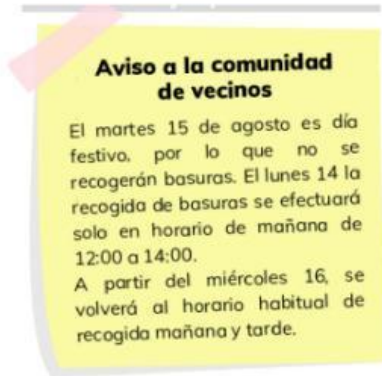 Aviso a la comunidad
de vecinos
El martes 15 de agosto es día
festivo, por lo que no se
recogerán basuras. El lunes 14 la
recogida de basuras se efectuará
solo en horario de mañana de
12:00 a 14:00.
A partir del miércoles 16, se
volverá al horario habitual de
recogida mañana y tarde.